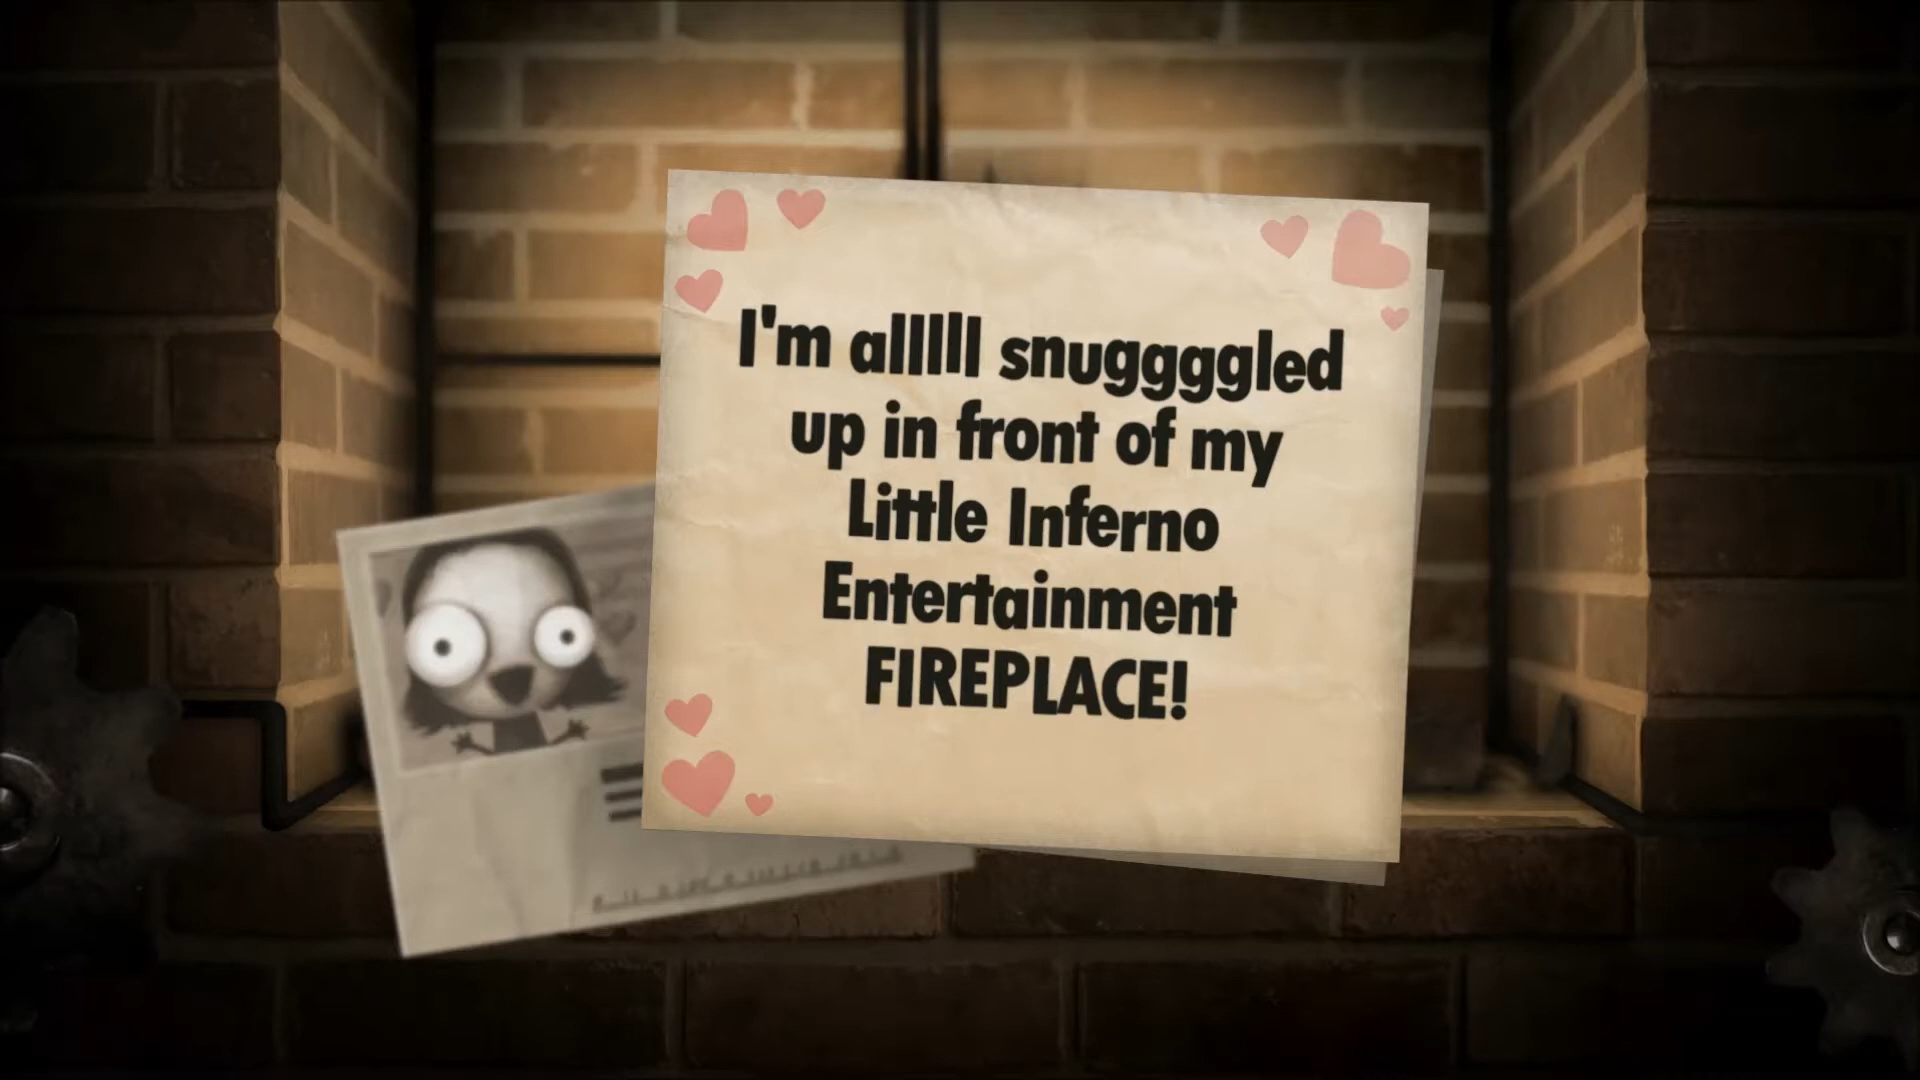 I'm alllll snuggggled
up in front of my
Little Inferno
Entertainment
FIREPLACE!